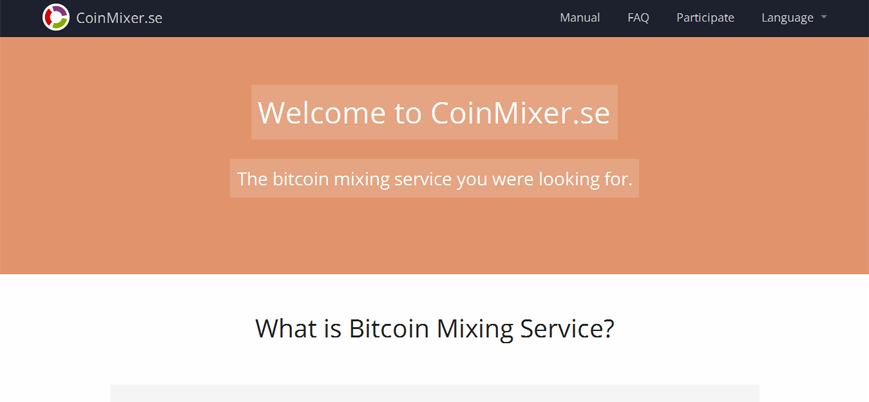 CoinMixer.se
Manual FAQ Participate Language
Welcome to CoinMixer.se
The bitcoin mixing service you were looking for.
What is Bitcoin Mixing Service?